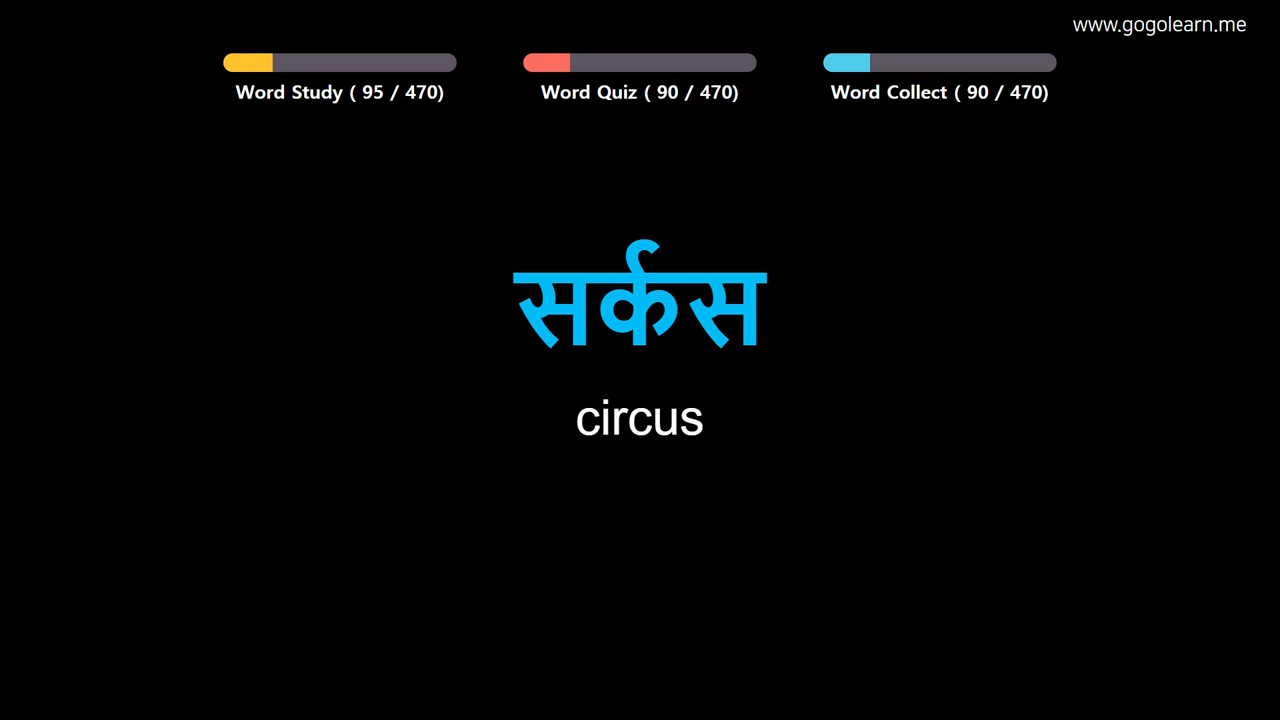 www.gogolearn.me
Word Study ( 95 / 470)
Word Quiz ( 90 / 470)
Word Collect ( 90 / 470)
सर्कस
circus